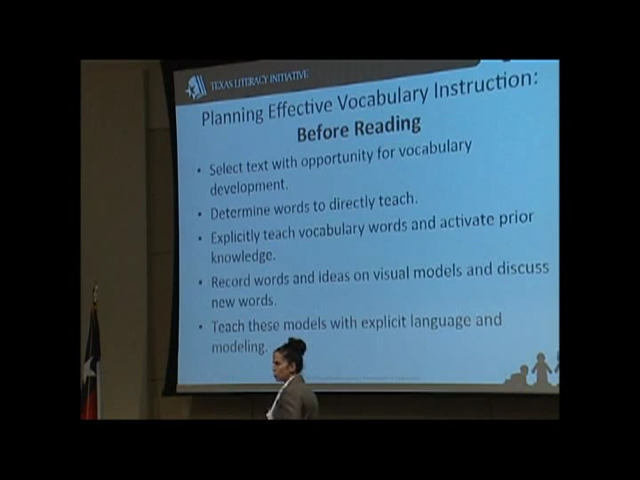 TEXAS LITERACY INITIATIVE
Planning Effective Vocabulary Instruction:
Before Reading
• Select text with opportunity for vocabulary
development.
• Determine words to directly teach.
• Explicitly teach vocabulary words and activate prior
knowledge.
• Record words and ideas on visual models and discuss
new words.
• Teach these models with explicit language and
modeling.